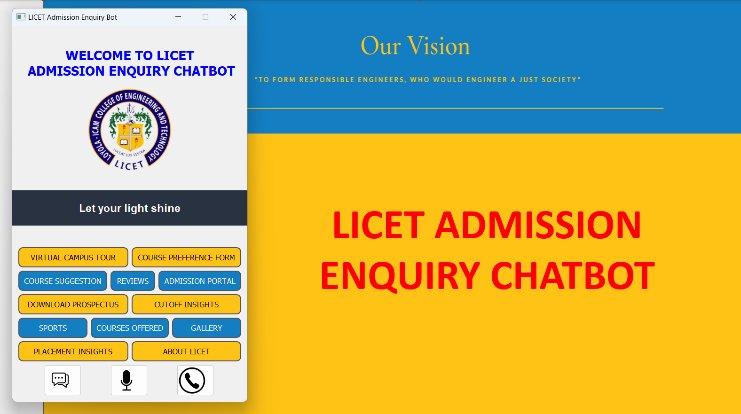 LICET Admission Enquiry Bot
WELCOME TO LICET
ADMISSION ENQUIRY CHATBOT
LOYOLA-ICAM COLLEGE OF ENGINEERING AND TECHNOLOGY
LICET
Let your light shine
VIRTUAL CAMPUS TOUR
COURSE PREFERENCE FORM
COURSE SUGGESTION
REVIEWS
ADMISSION PORTAL
DOWNLOAD PROSPECTUS
CUTOFF INSIGHTS
SPORTS
COURSES OFFERED
GALLERY
PLACEMENT INSIGHTS
ABOUT LICET
Our Vision
"TO FORM RESPONSIBLE ENGINEERS, WHO WOULD ENGINEER A JUST SOCIETY"
LICET ADMISSION
ENQUIRY CHATBOT